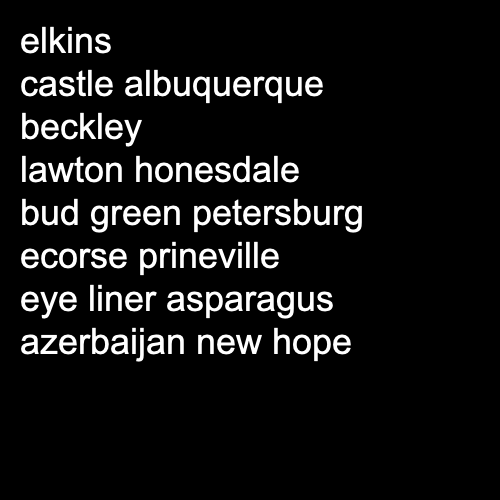 elkins
castle albuquerque
beckley
lawton honesdale
bud green petersburg
ecorse prineville
eye liner asparagus
azerbaijan new hope